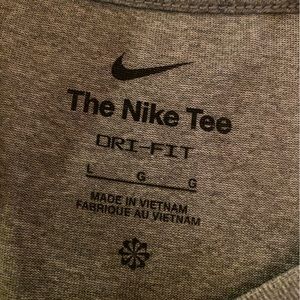 The Nike Tee
DRI-FIT
L G G
MADE IN VIETNAM
FABRIQUE AU VIETNAM